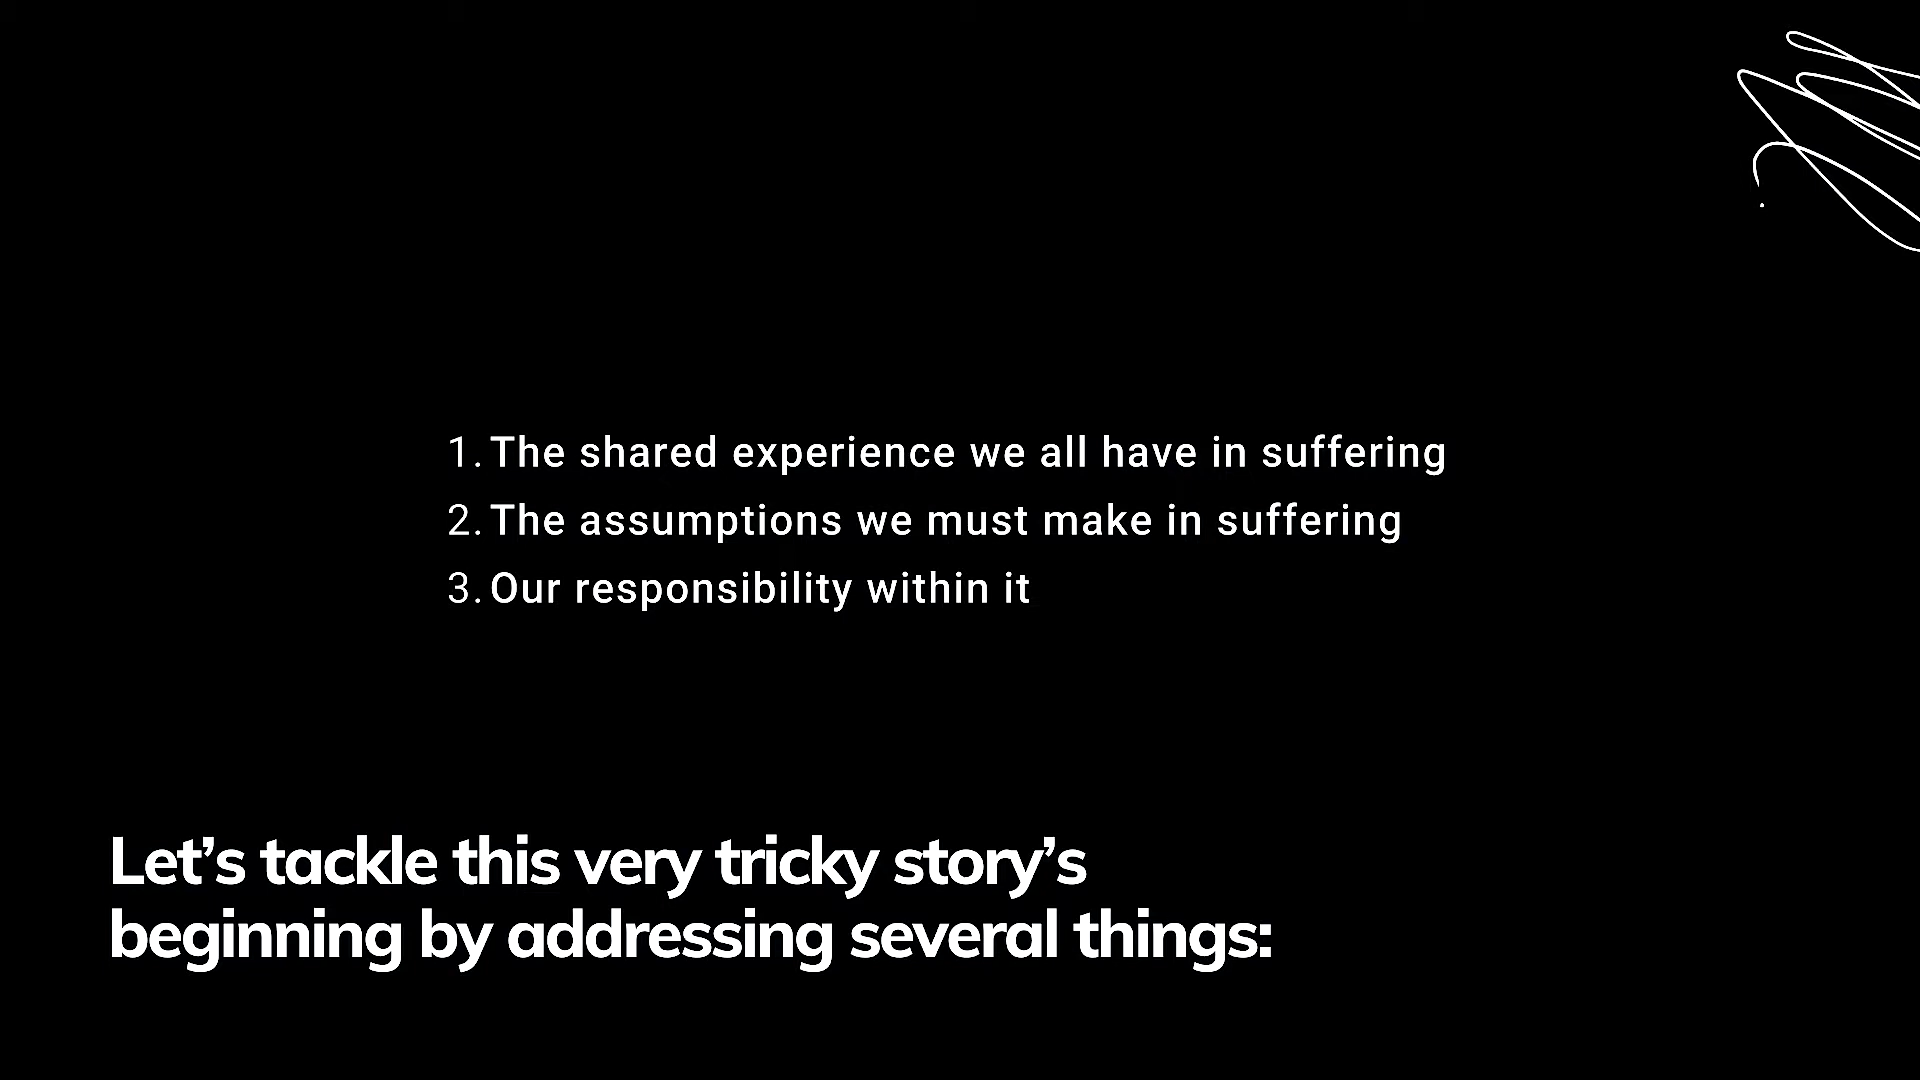 1. The shared experience we all have in suffering
2. The assumptions we must make in suffering
3. Our responsibility within it
Let’s tackle this very tricky story’s
beginning by addressing several things: